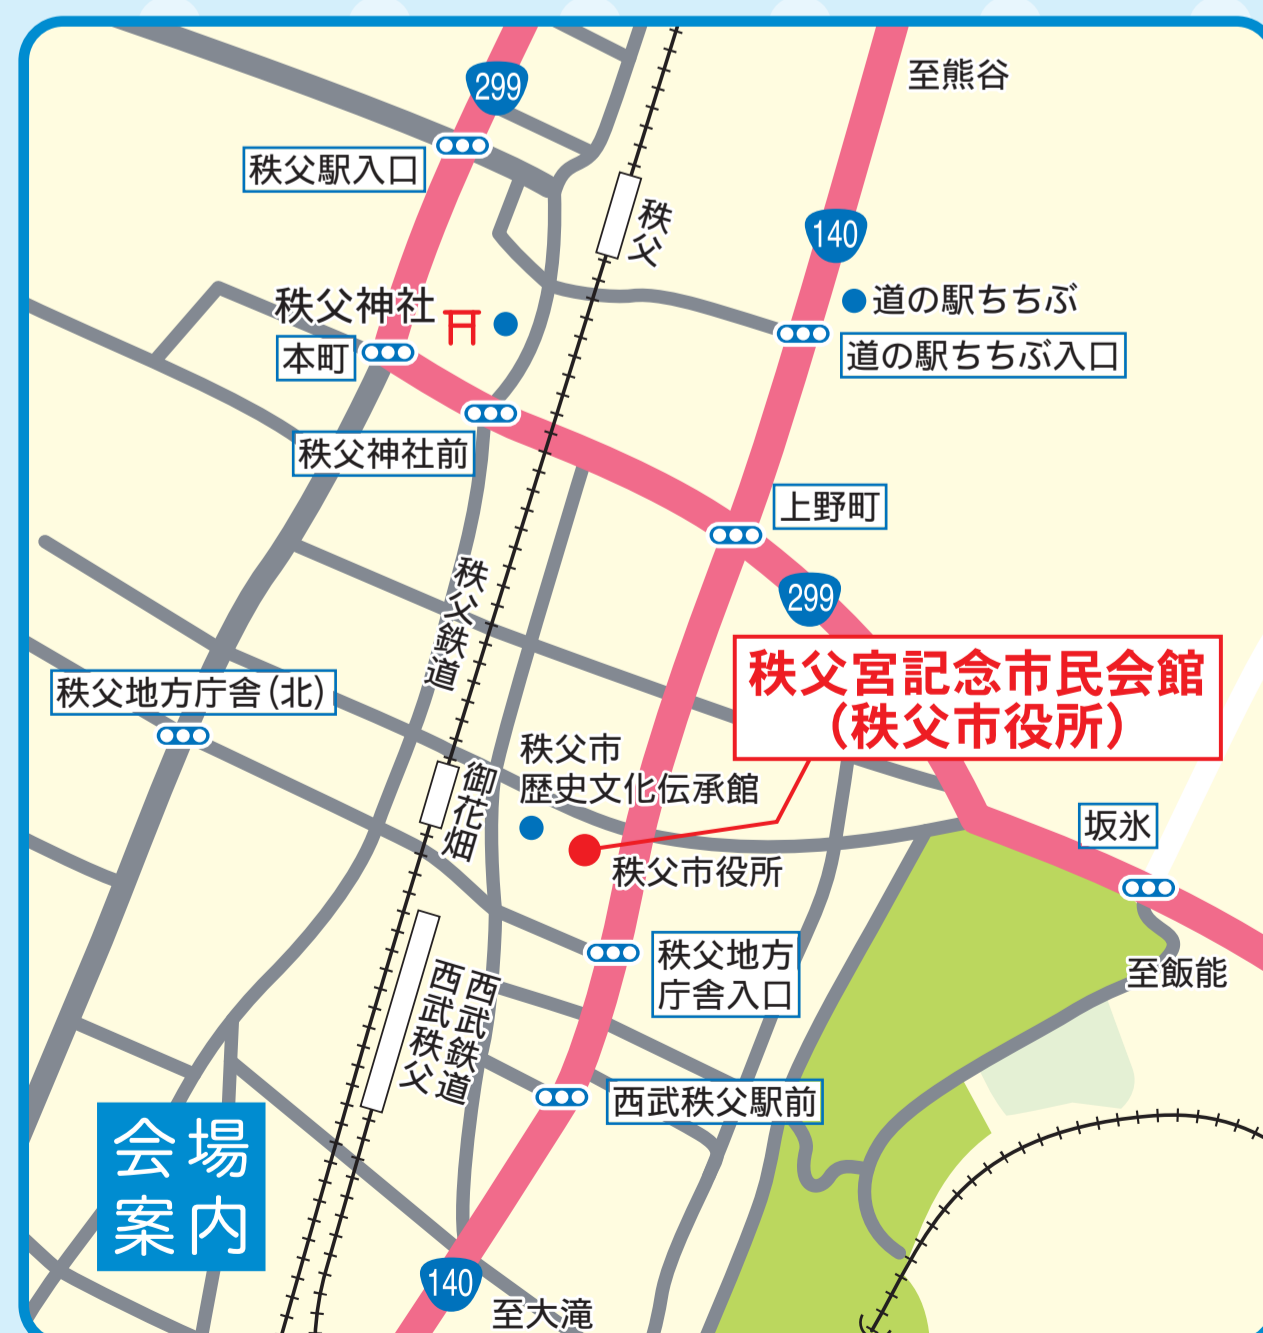 299
至熊谷
秩父駅入口
秩父
140
道の駅ちちぶ
秩父神社
本町
道の駅ちちぶ入口
秩父神社前
上野町
299
秩父鉄道
秩父宮記念市民会館
(秩父市役所)
秩父地方庁舎(北)
秩父市
歴史文化伝承館
御花畑
坂氷
秩父市役所
秩父地方
庁舎入口
至飯能
西武鉄道
西武秩父
西武秩父駅前
会場
案内
140
至大滝